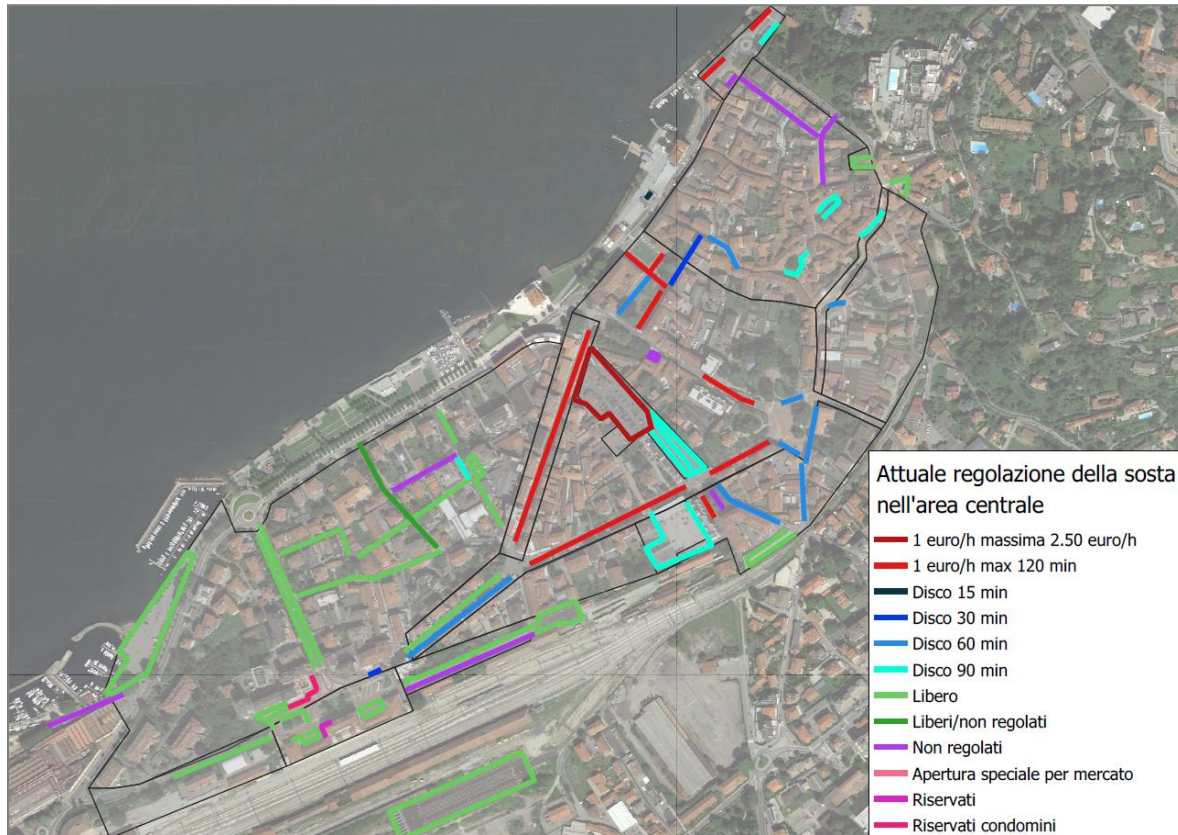 Attuale regolazione della sosta
nell'area centrale
1 euro/h massima 2.50 euro/h
1 euro/h max 120 min
Disco 15 min
Disco 30 min
Disco 60 min
Disco 90 min
Libero
Liberi/non regolati
Non regolati
Apertura speciale per mercato
Riservati
Riservati condomini